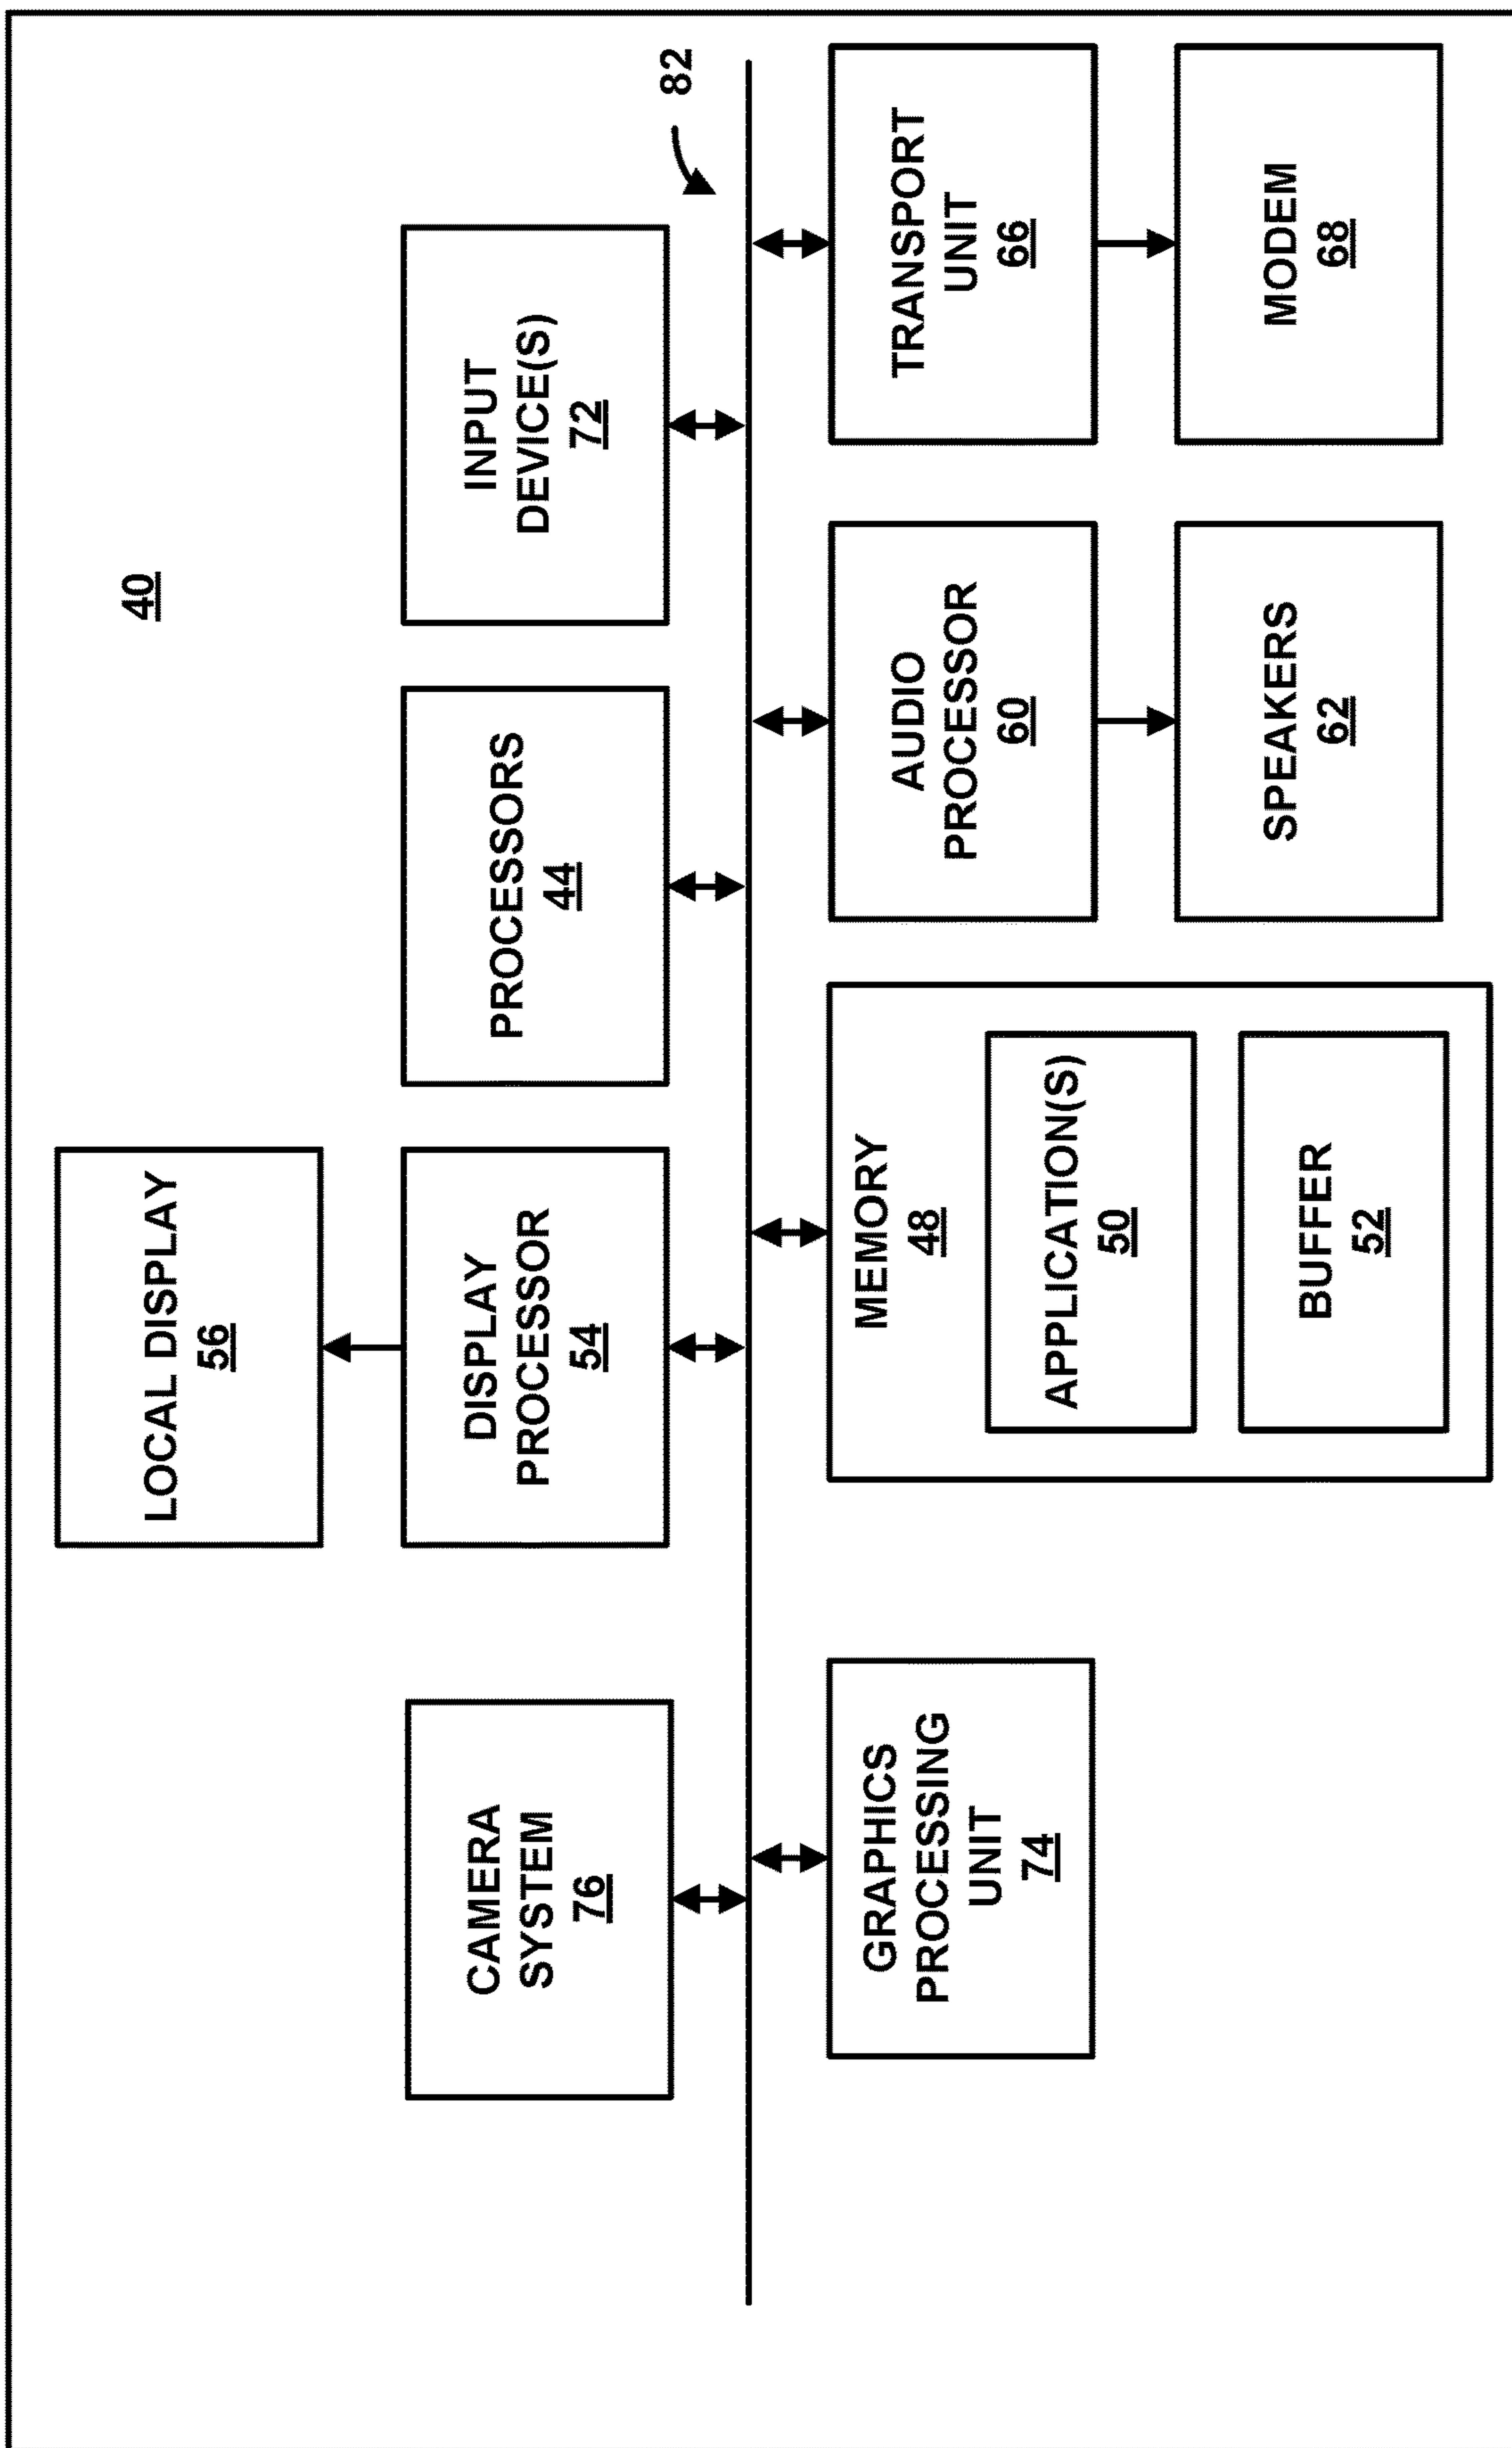 LOCAL DISPLAY
56
40
CAMERA
SYSTEM
76
DISPLAY
PROCESSOR
54
PROCESSORS
44
INPUT
DEVICE(S)
72
82
GRAPHICS
PROCESSING
UNIT
74
MEMORY
48
APPLICATION(S)
50
BUFFER
52
AUDIO
PROCESSOR
60
SPEAKERS
62
TRANSPORT
UNIT
66
MODEM
68